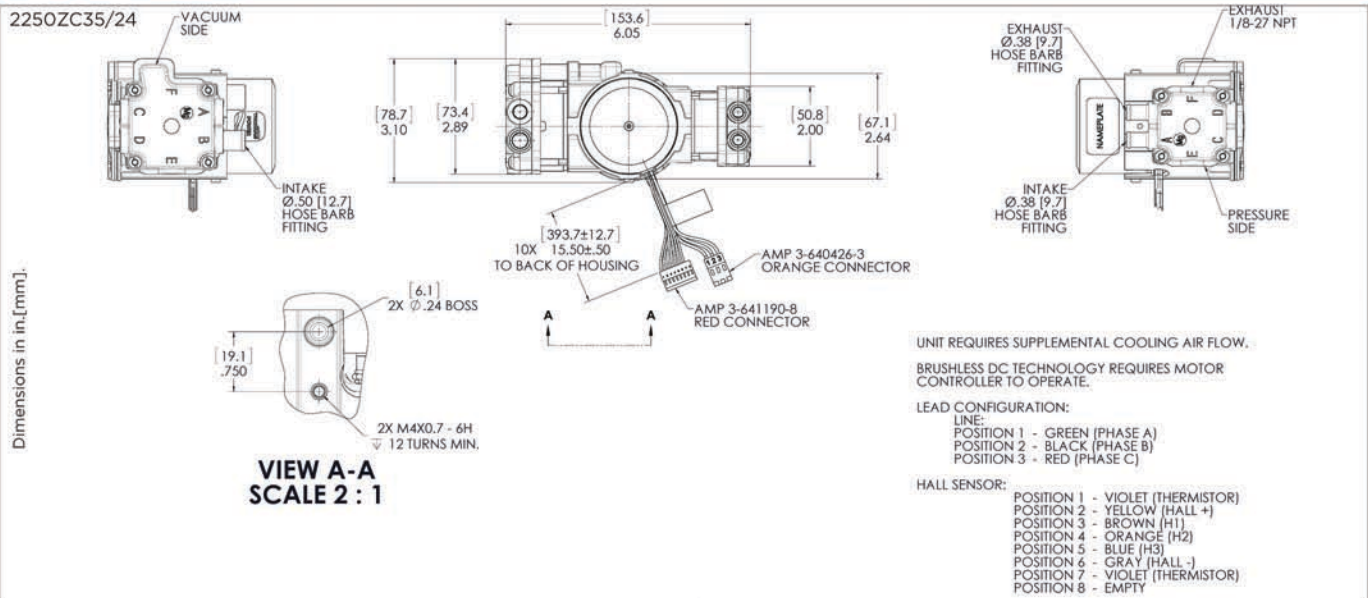 2250ZC35/24
VACUUM
SIDE
F
C
A
D
B
E
INTAKE
Ø.50 [12.7]
HOSE BARB
FITTING
[153.6]
6.05
[78.7]
3.10
[73.4]
2.89
[50.8]
2.00
[67.1]
2.64
[393.7±12.7]
10X 15.50±.50
TO BACK OF HOUSING
123
AMP 3-640426-3
ORANGE CONNECTOR
AMP 3-641190-8
RED CONNECTOR
A A
EXHAUST
1/8-27 NPT
EXHAUST
Ø.38 [9.7]
HOSE BARB
FITTING
NAMEPLATE
B
F
D
A
E
C
INTAKE
Ø.38 [9.7]
HOSE BARB
FITTING
PRESSURE
SIDE
Dimensions in in.[mm].
[6.1]
2X Ø.24 BOSS
[19.1]
.750
2X M4X0.7 - 6H
↧ 12 TURNS MIN.
VIEW A-A
SCALE 2 : 1
UNIT REQUIRES SUPPLEMENTAL COOLING AIR FLOW.
BRUSHLESS DC TECHNOLOGY REQUIRES MOTOR
CONTROLLER TO OPERATE.
LEAD CONFIGURATION:
LINE:
POSITION 1 - GREEN (PHASE A)
POSITION 2 - BLACK (PHASE B)
POSITION 3 - RED (PHASE C)
HALL SENSOR:
POSITION 1 - VIOLET (THERMISTOR)
POSITION 2 - YELLOW (HALL +)
POSITION 3 - BROWN (H1)
POSITION 4 - ORANGE (H2)
POSITION 5 - BLUE (H3)
POSITION 6 - GRAY (HALL -)
POSITION 7 - VIOLET (THERMISTOR)
POSITION 8 - EMPTY